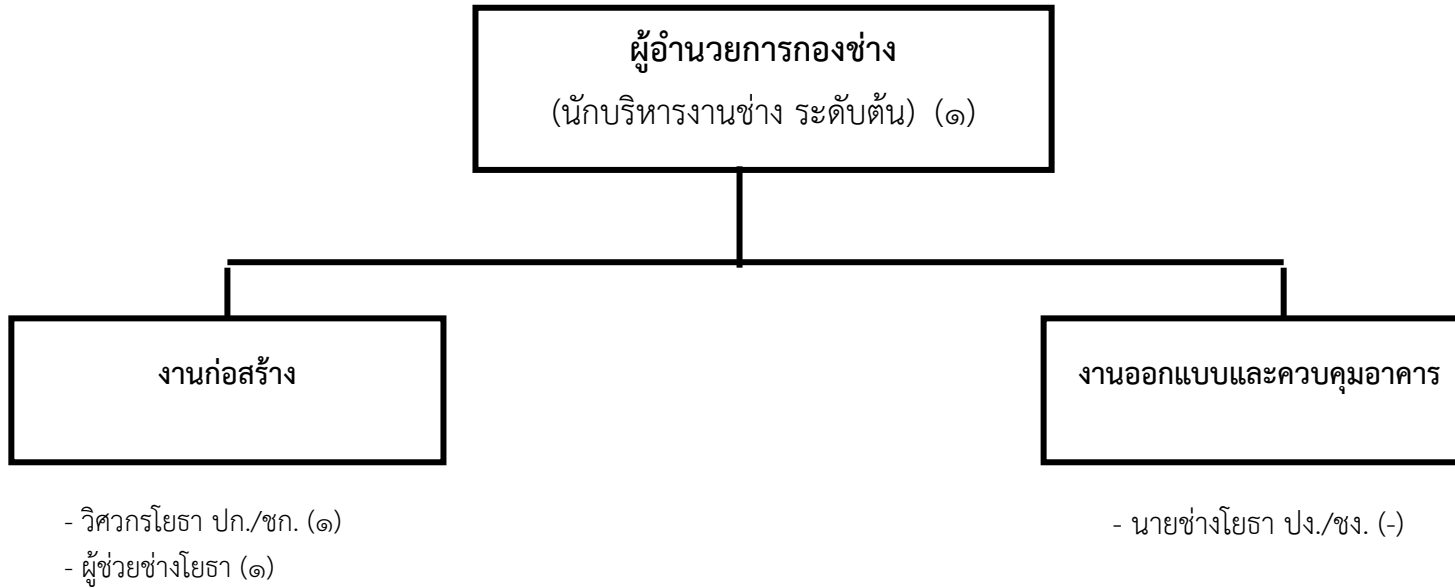 ผู้อำนวยการกองช่าง
(นักบริหารงานช่าง ระดับต้น) (๑)
งานก่อสร้าง
งานออกแบบและควบคุมอาคาร
- วิศวกรโยธา ปก./ชก. (๑)
- ผู้ช่วยช่างโยธา (๑)
- นายช่างโยธา ปง./ชง. (-)